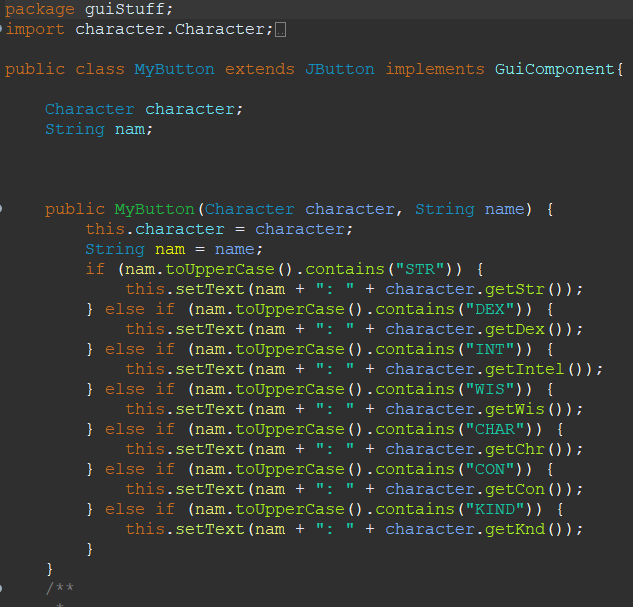 package guiStuff;
import character.Character;
public class MyButton extends JButton implements GuiComponent{
Character character;
String nam;
public MyButton(Character character, String name) {
this.character = character;
String nam = name;
if (nam.toUpperCase().contains("STR")) {
this.setText(nam + ": " + character.getStr());
} else if (nam.toUpperCase().contains("DEX")) {
this.setText(nam + ": " + character.getDex());
} else if (nam.toUpperCase().contains("INT")) {
this.setText(nam + ": " + character.getIntel());
} else if (nam.toUpperCase().contains("WIS")) {
this.setText(nam + ": " + character.getWis());
} else if (nam.toUpperCase().contains("CHAR")) {
this.setText(nam + ": " + character.getChr());
} else if (nam.toUpperCase().contains("CON")) {
this.setText(nam + ": " + character.getCon());
} else if (nam.toUpperCase().contains("KIND")) {
this.setText(nam + ": " + character.getKnd());
}
}
/**
*